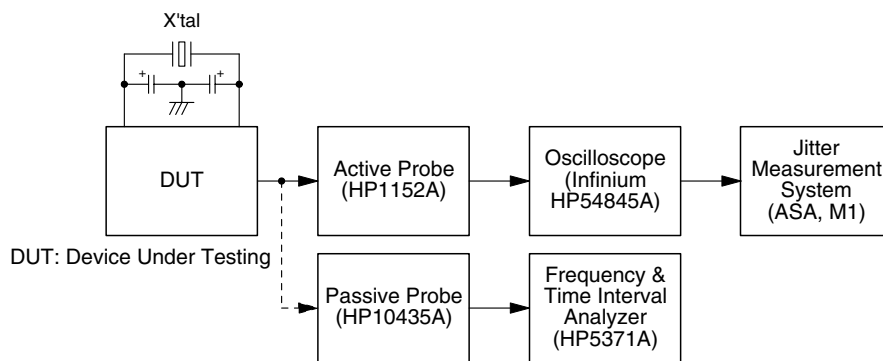 X'tal
+
+
DUT
Active Probe
(HP1152A)
Oscilloscope
(Infinium
HP54845A)
Jitter
Measurement
System
(ASA, M1)
DUT: Device Under Testing
Passive Probe
(HP10435A)
Frequency &
Time Interval
Analyzer
(HP5371A)